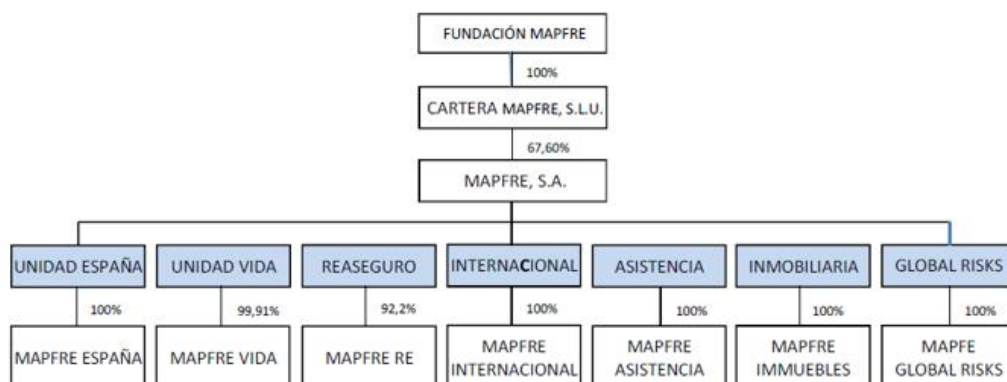 FUNDACIÓN MAPFRE
100%
CARTERA MAPFRE, S.L.U.
67,60%
MAPFRE, S.A.
UNIDAD ESPAÑA
UNIDAD VIDA
REASEGURO
INTERNACIONAL
ASISTENCIA
INMOBILIARIA
GLOBAL RISKS
100%
99,91%
92,2%
100%
100%
100%
100%
MAPFRE ESPAÑA
MAPFRE VIDA
MAPFRE RE
MAPFRE
INTERNACIONAL
MAPFRE
ASISTENCIA
MAPFRE
IMMUEBLES
MAPFE
GLOBAL RISKS